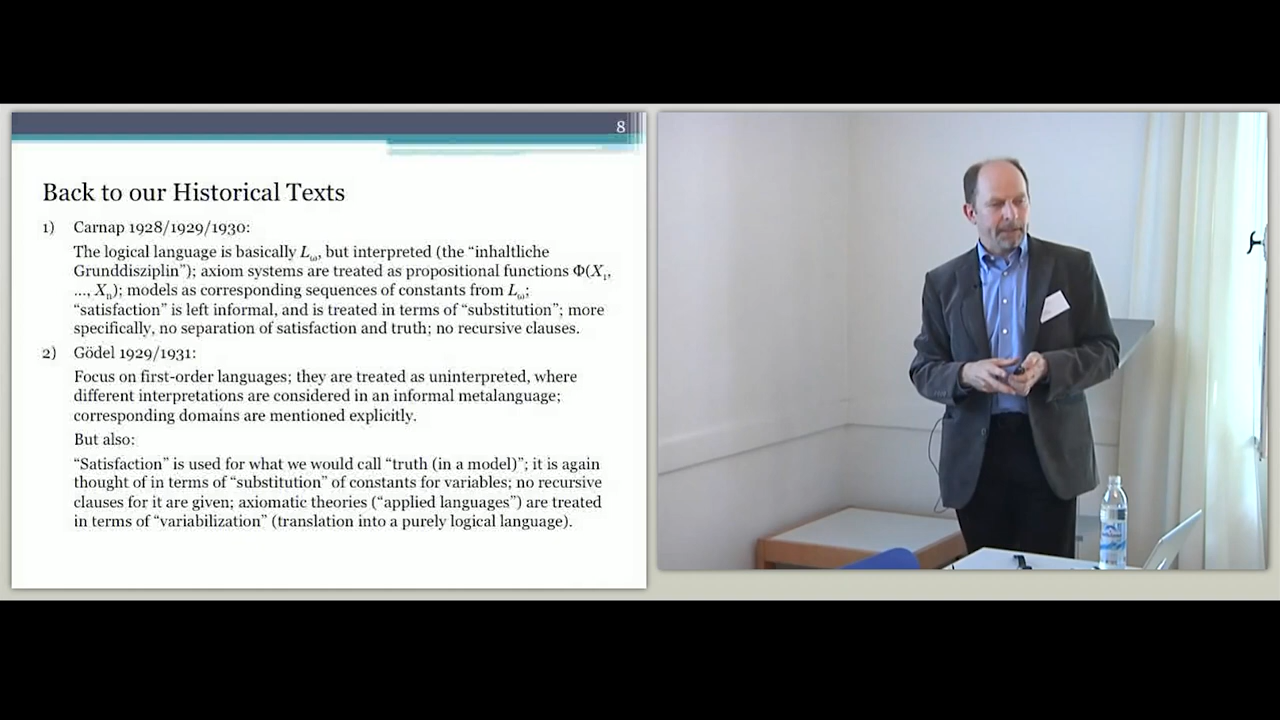 8
Back to our Historical Texts
1) Carnap 1928/1929/1930:
The logical language is basically Lω, but interpreted (the “inhaltliche
Grunddisziplin”); axiom systems are treated as propositional functions Φ(X₁,
…, Xₙ); models as corresponding sequences of constants from Lω;
“satisfaction” is left informal, and is treated in terms of “substitution”; more
specifically, no separation of satisfaction and truth; no recursive clauses.
2) Gödel 1929/1931:
Focus on first-order languages; they are treated as uninterpreted, where
different interpretations are considered in an informal metalanguage;
corresponding domains are mentioned explicitly.
But also:
“Satisfaction” is used for what we would call “truth (in a model)”; it is again
thought of in terms of “substitution” of constants for variables; no recursive
clauses for it are given; axiomatic theories (“applied languages”) are treated
in terms of “variabilization” (translation into a purely logical language).